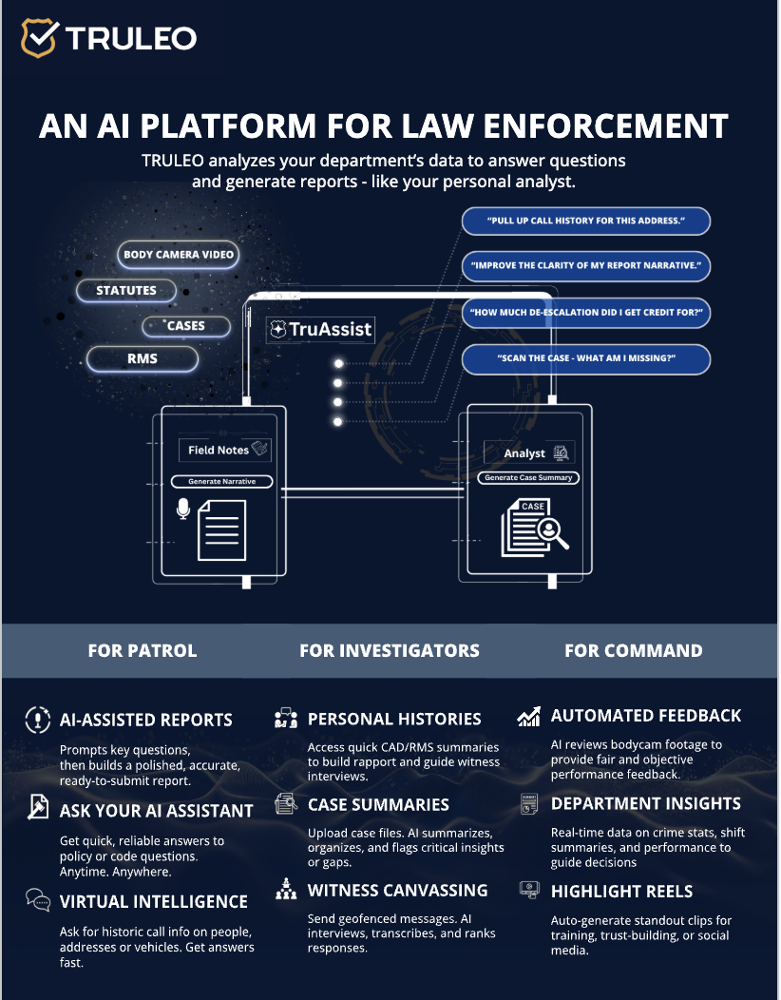 TRULEO
AN AI PLATFORM FOR LAW ENFORCEMENT
TRULEO analyzes your department's data to answer questions
and generate reports - like your personal analyst.
BODY CAMERA VIDEO
STATUTES
CASES
RMS
"PULL UP CALL HISTORY FOR THIS ADDRESS."
"IMPROVE THE CLARITY OF MY REPORT NARRATIVE."
"HOW MUCH DE-ESCALATION DID I GET CREDIT FOR?"
"SCAN THE CASE - WHAT AM I MISSING?"
TruAssist
Field Notes
Generate Narrative
Analyst
Generate Case Summary
CASE
FOR PATROL
AI-ASSISTED REPORTS
Prompts key questions,
then builds a polished, accurate,
ready-to-submit report.
ASK YOUR AI ASSISTANT
Get quick, reliable answers to
policy or code questions.
Anytime. Anywhere.
VIRTUAL INTELLIGENCE
Ask for historic call info on people,
addresses or vehicles. Get answers
fast.
FOR INVESTIGATORS
PERSONAL HISTORIES
Access quick CAD/RMS summaries
to build rapport and guide witness
interviews.
CASE SUMMARIES
Upload case files. AI summarizes,
organizes, and flags critical insights
or gaps.
WITNESS CANVASSING
Send geofenced messages. AI
interviews, transcribes, and ranks
responses.
FOR COMMAND
AUTOMATED FEEDBACK
AI reviews bodycam footage to
provide fair and objective
performance feedback.
DEPARTMENT INSIGHTS
Real-time data on crime stats, shift
summaries, and performance to
guide decisions
HIGHLIGHT REELS
Auto-generate standout clips for
training, trust-building, or social
media.